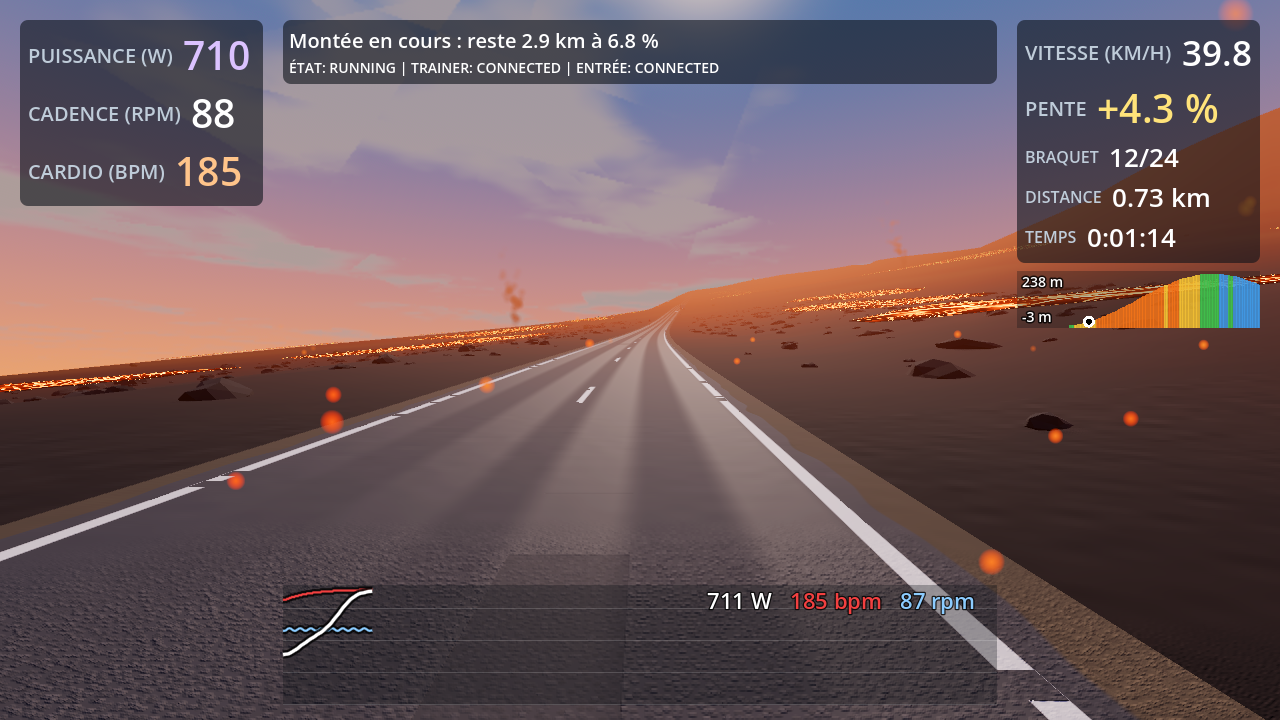 PUISSANCE (W) 710
CADENCE (RPM) 88
CARDIO (BPM) 185
Montée en cours : reste 2.9 km à 6.8 %
ÉTAT: RUNNING | TRAINER: CONNECTED | ENTRÉE: CONNECTED
VITESSE (KM/H) 39.8
PENTE +4.3 %
BRAQUET 12/24
DISTANCE 0.73 km
TEMPS 0:01:14
238 m
-3 m
711 W 185 bpm 87 rpm